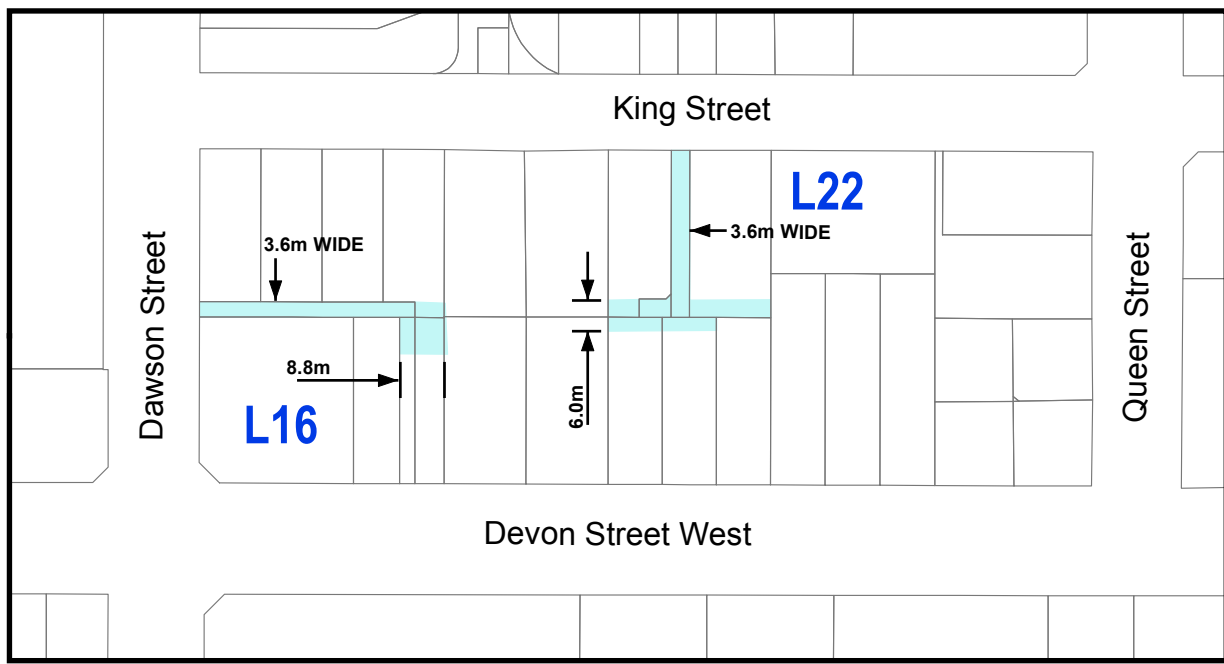 King Street
L22
3.6m WIDE
3.6m WIDE
Dawson Street
Queen Street
8.8m
6.0m
L16
Devon Street West